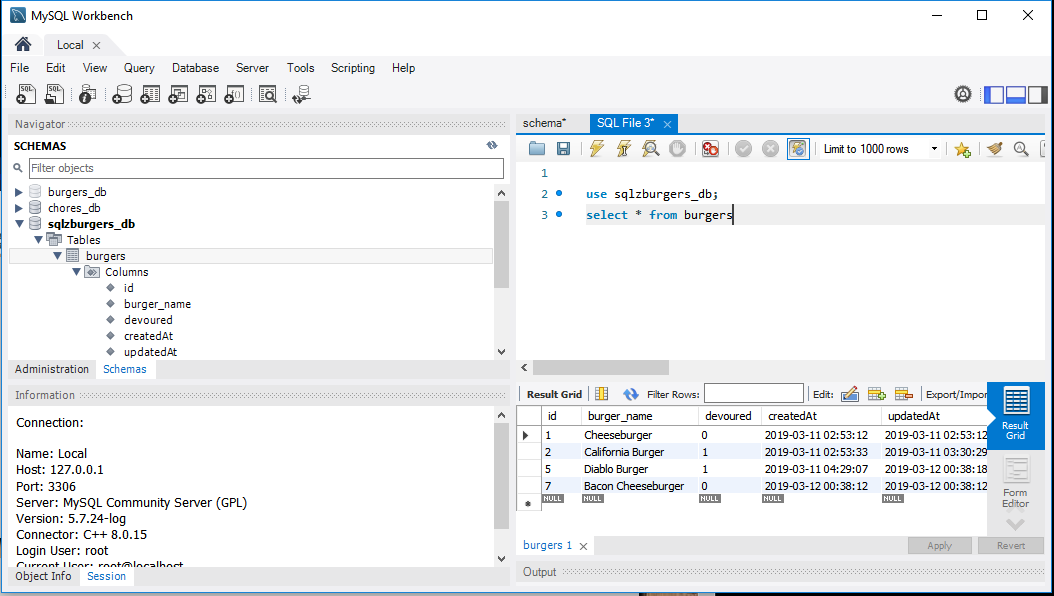 MySQL Workbench
Local
File Edit View Query Database Server Tools Scripting Help
Navigator
SCHEMAS
Filter objects
burgers_db
chores_db
sqlzburgers_db
Tables
burgers
Columns
id
burger_name
devoured
createdAt
updatedAt
Administration Schemas
Information
Connection:
Name: Local
Host: 127.0.0.1
Port: 3306
Server: MySQL Community Server (GPL)
Version: 5.7.24-log
Connector: C++ 8.0.15
Login User: root
Current User: root@localhost
Object Info Session
schema* SQL File 3*
Limit to 1000 rows
1
2 use sqlzburgers_db;
3 select * from burgers
Result Grid Filter Rows: Edit: Export/Impor
id burger_name devoured createdAt updatedAt
1 Cheeseburger 0 2019-03-11 02:53:12 2019-03-11 02:53:12
2 California Burger 1 2019-03-11 02:53:33 2019-03-11 03:30:29
5 Diablo Burger 1 2019-03-11 04:29:07 2019-03-12 00:38:18
7 Bacon Cheeseburger 0 2019-03-12 00:38:12 2019-03-12 00:38:12
NULL NULL NULL NULL NULL
Result
Grid
Form
Editor
burgers 1 Apply Revert
Output